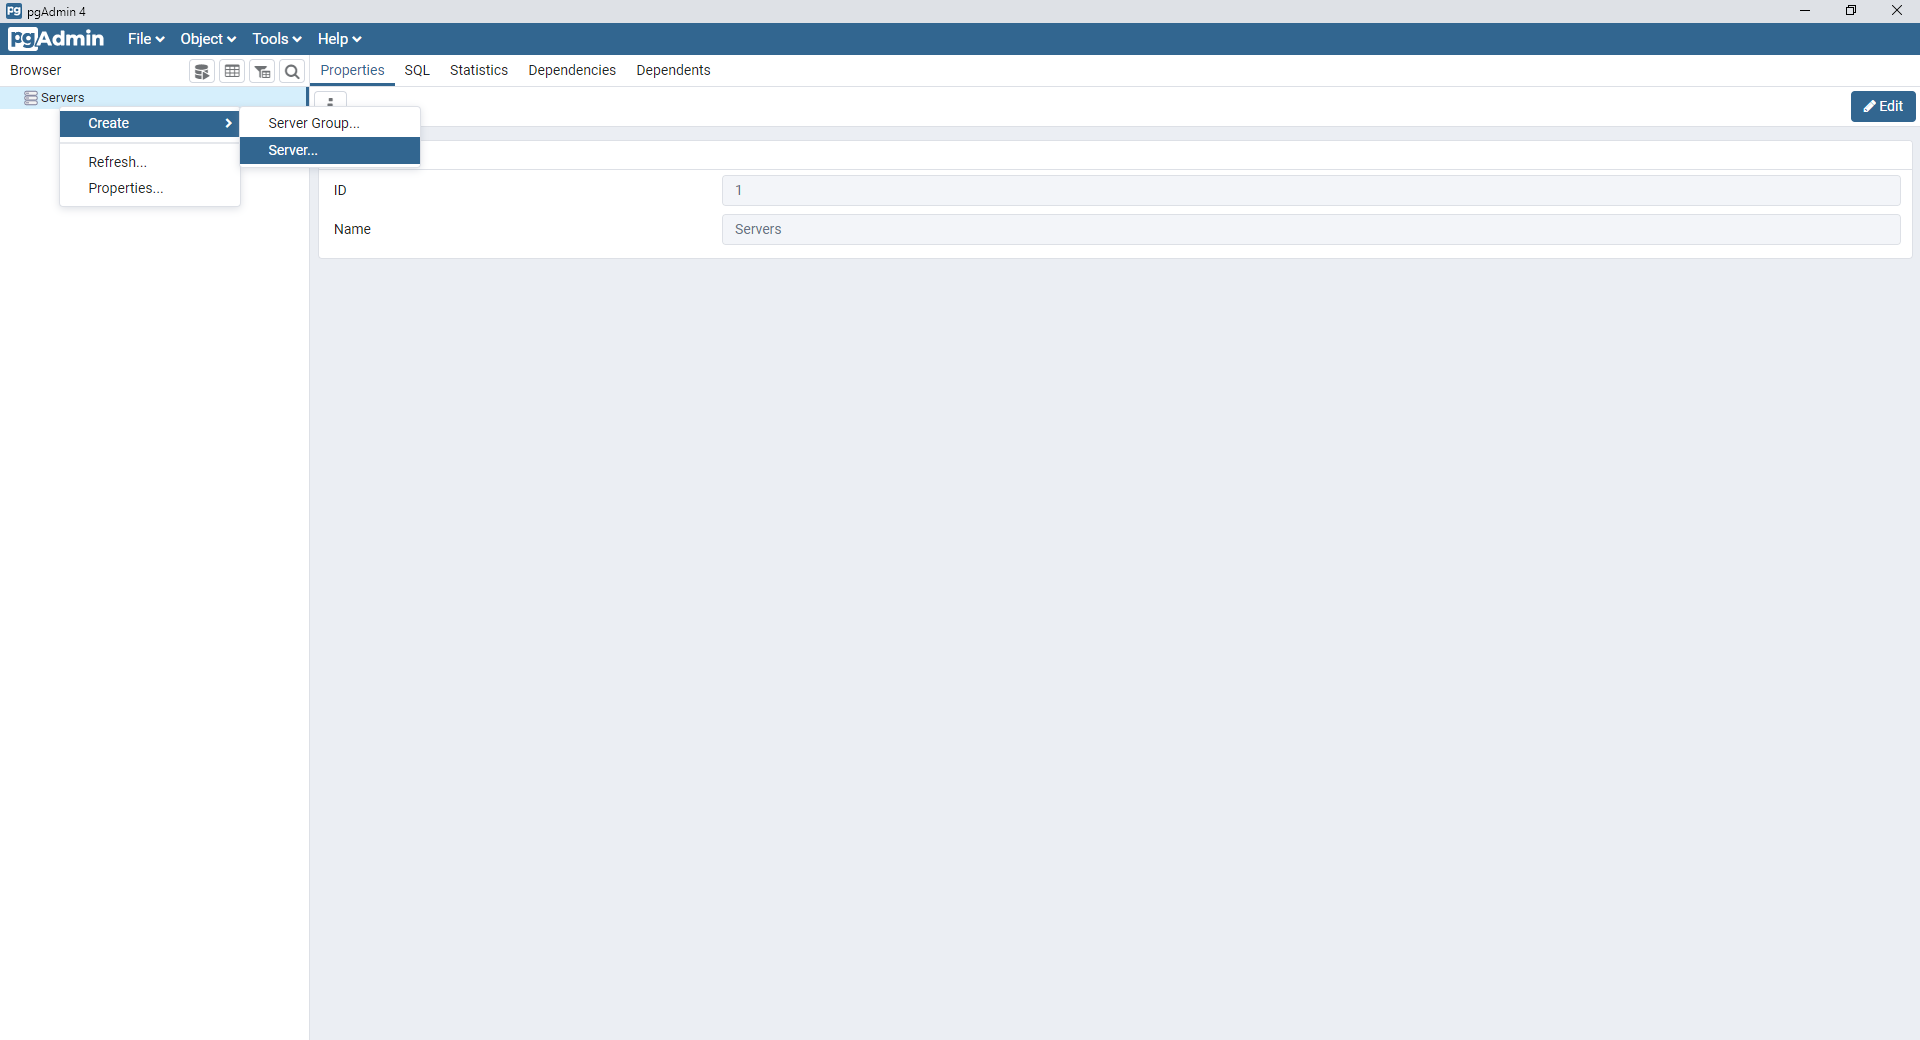 pg pgAdmin 4
pgAdmin File Object Tools Help
Browser Properties SQL Statistics Dependencies Dependents
Servers
Edit
Create Server Group...
Server...
Refresh...
Properties...
ID 1
Name Servers